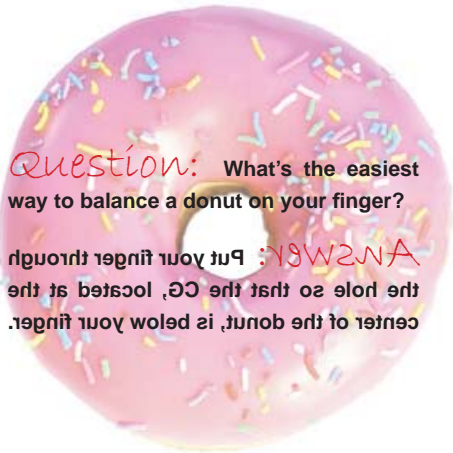 Question: What's the easiest
way to balance a donut on your finger?
Answer: Put your finger through
the hole so that the CG, located at the
center of the donut, is below your finger.